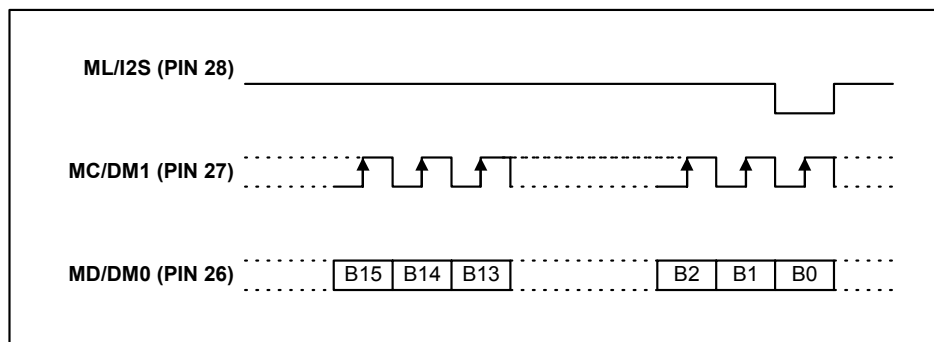 ML/I2S (PIN 28)
MC/DM1 (PIN 27)
MD/DM0 (PIN 26) B15 B14 B13 B2 B1 B0